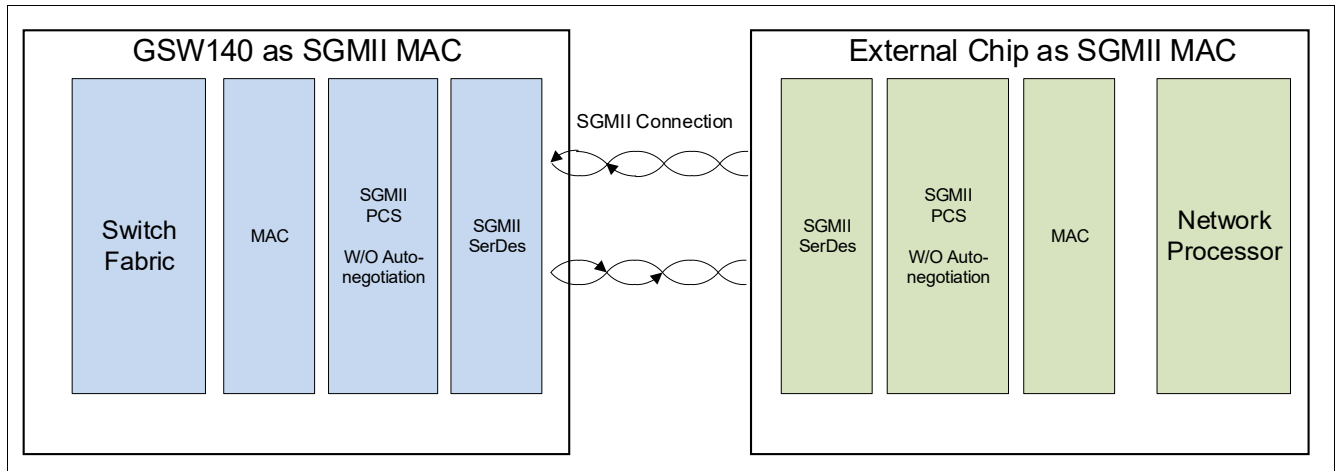 GSW140 as SGMII MAC
Switch
Fabric
MAC
SGMII
PCS
W/O Auto-
negotiation
SGMII
SerDes
SGMII Connection
External Chip as SGMII MAC
SGMII
SerDes
SGMII
PCS
W/O Auto-
negotiation
MAC
Network
Processor